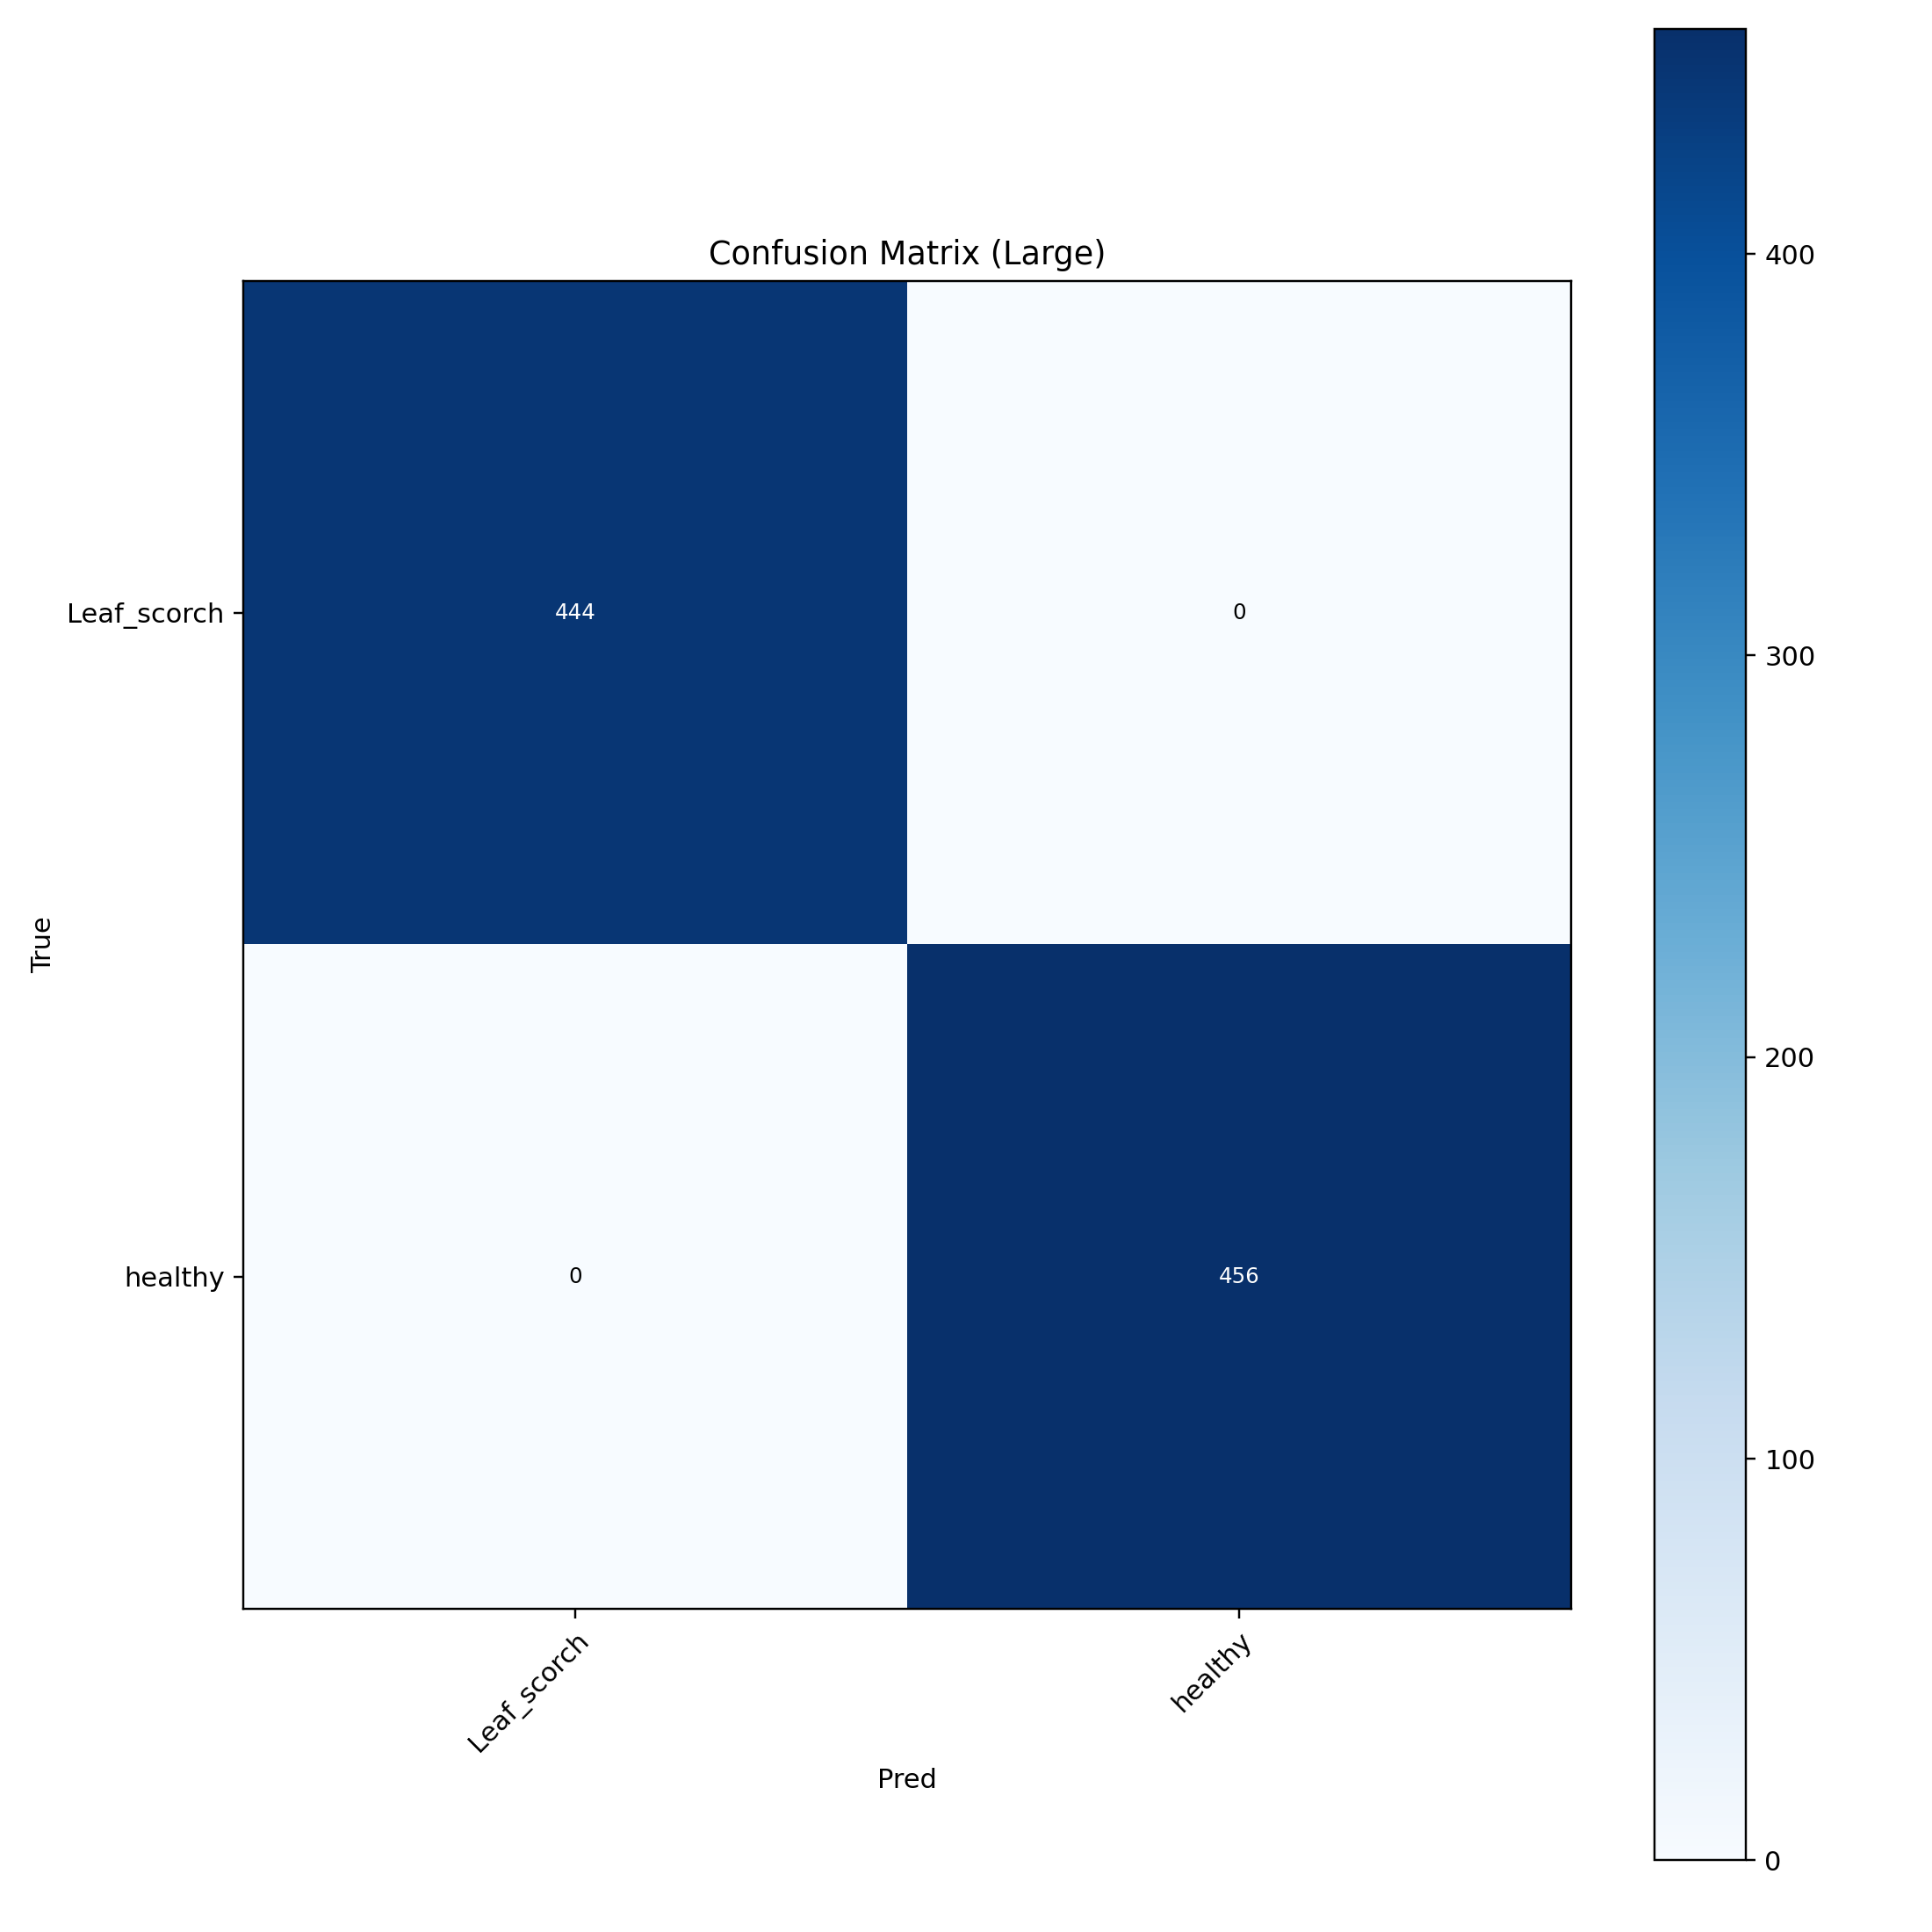 Confusion Matrix (Large)
400
300
200
100
0
True
Leaf_scorch
444
0
healthy
0
456
Leaf_scorch
healthy
Pred